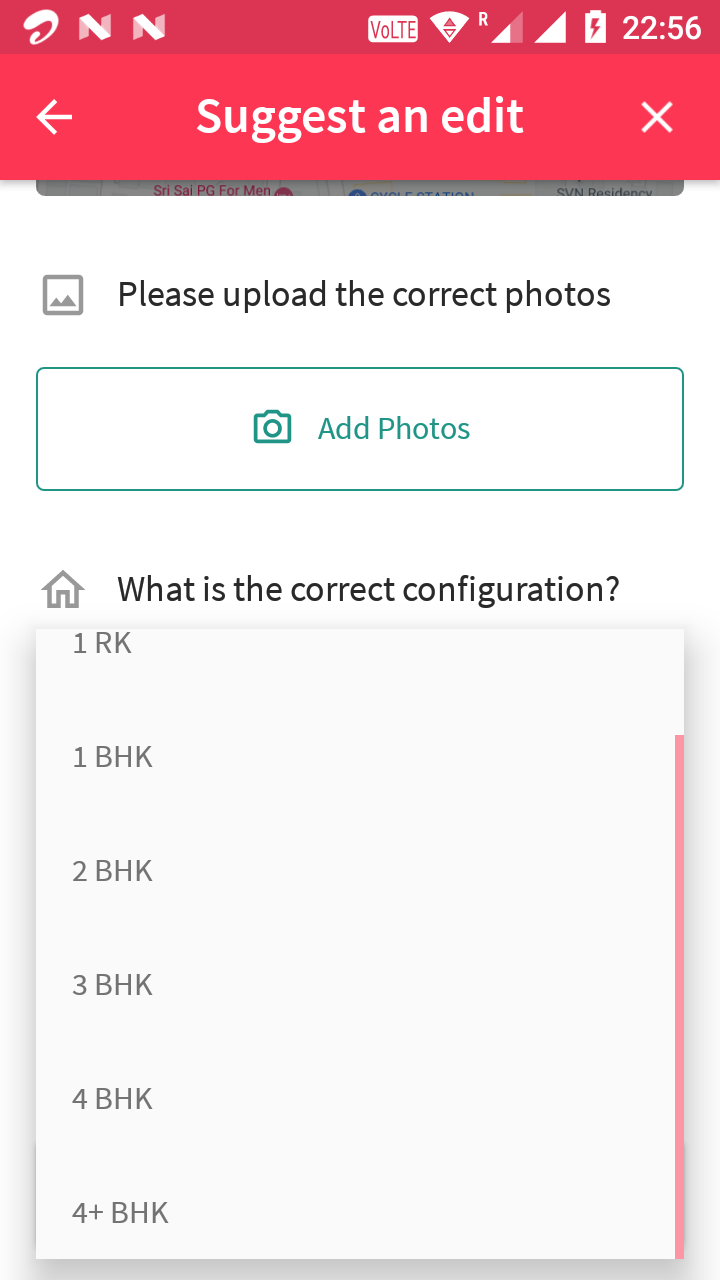 VoLTE R 22:56
Suggest an edit
Sri Sai PG For Men CYCLE STATION SVN Residency
Please upload the correct photos
Add Photos
What is the correct configuration?
1 RK
1 BHK
2 BHK
3 BHK
4 BHK
4+ BHK